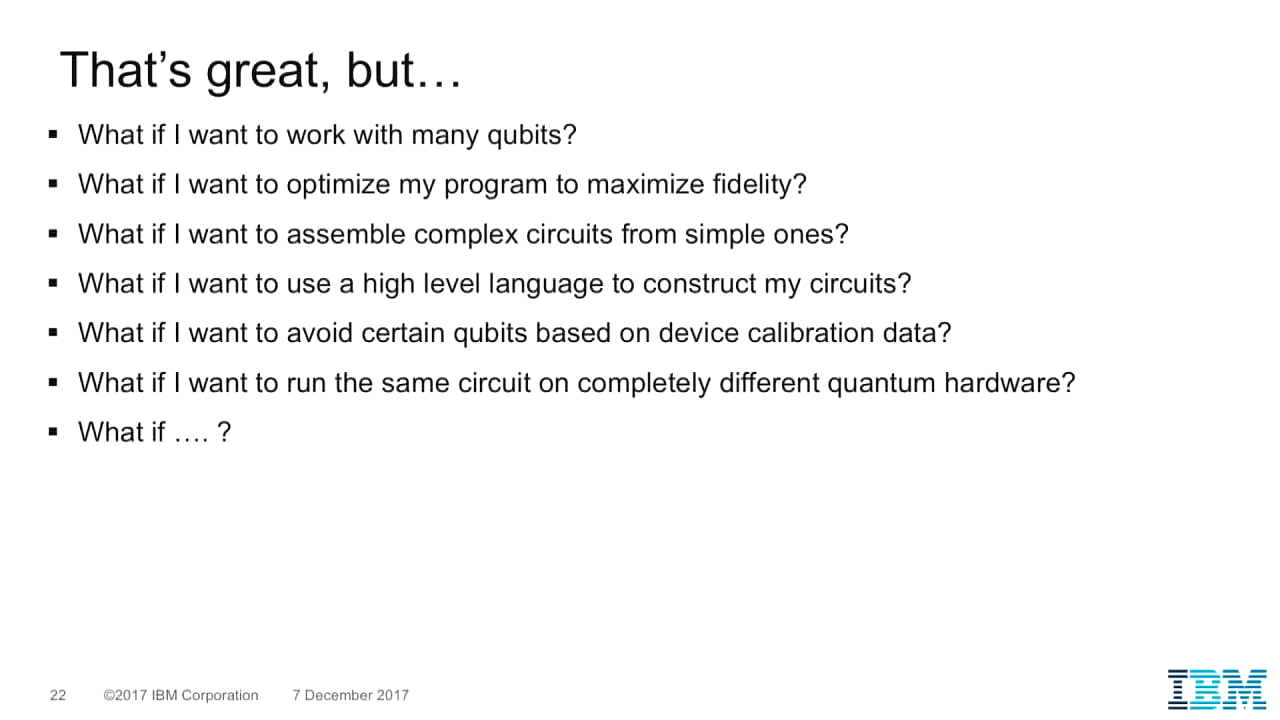 That’s great, but…
▪ What if I want to work with many qubits?
▪ What if I want to optimize my program to maximize fidelity?
▪ What if I want to assemble complex circuits from simple ones?
▪ What if I want to use a high level language to construct my circuits?
▪ What if I want to avoid certain qubits based on device calibration data?
▪ What if I want to run the same circuit on completely different quantum hardware?
▪ What if …. ?
22 ©2017 IBM Corporation 7 December 2017
IBM